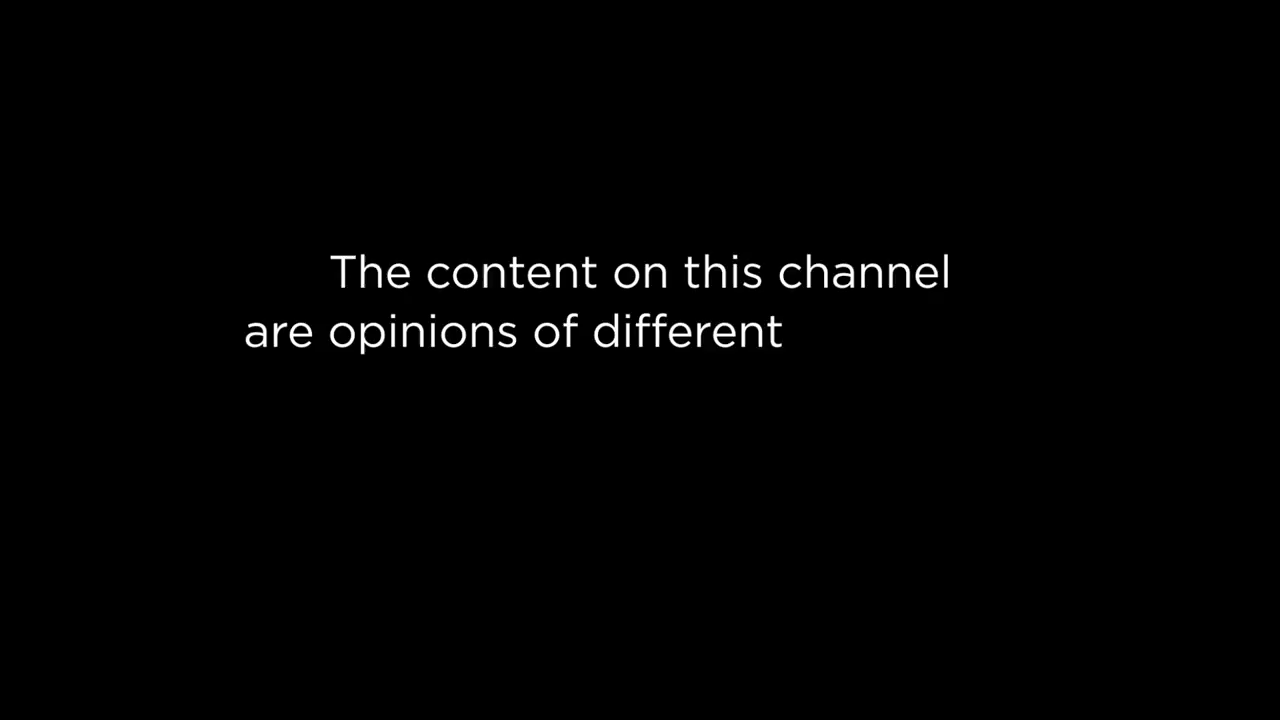 The content on this channel
are opinions of different